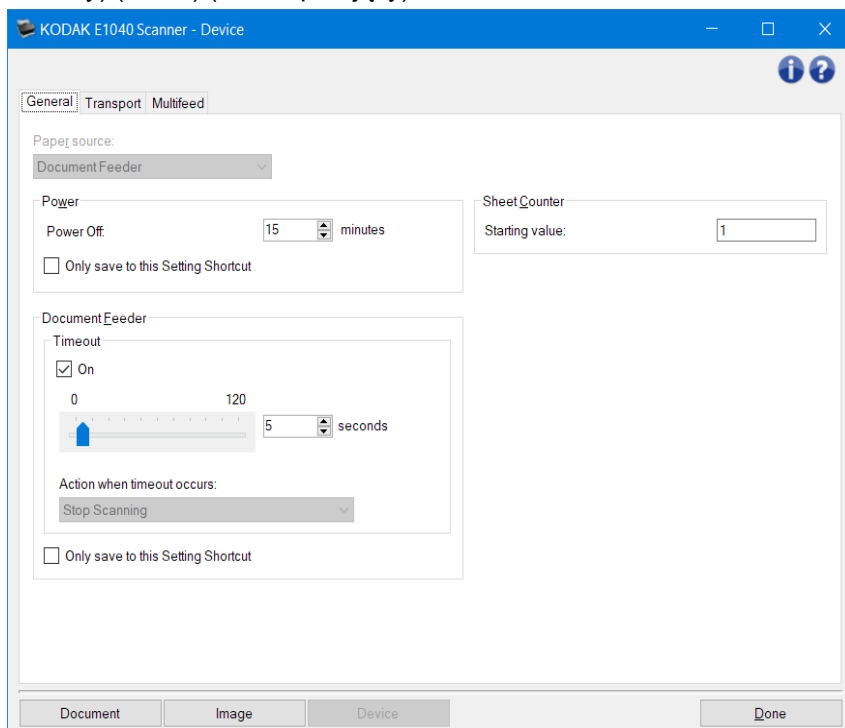 KODAK E1040 Scanner - Device
General Transport Multifeed
Paper source:
Document Feeder
Power
Power Off: 15 minutes
Only save to this Setting Shortcut
Sheet Counter
Starting value: 1
Document Feeder
Timeout
On
0 120
5 seconds
Action when timeout occurs:
Stop Scanning
Only save to this Setting Shortcut
Document Image Device Done